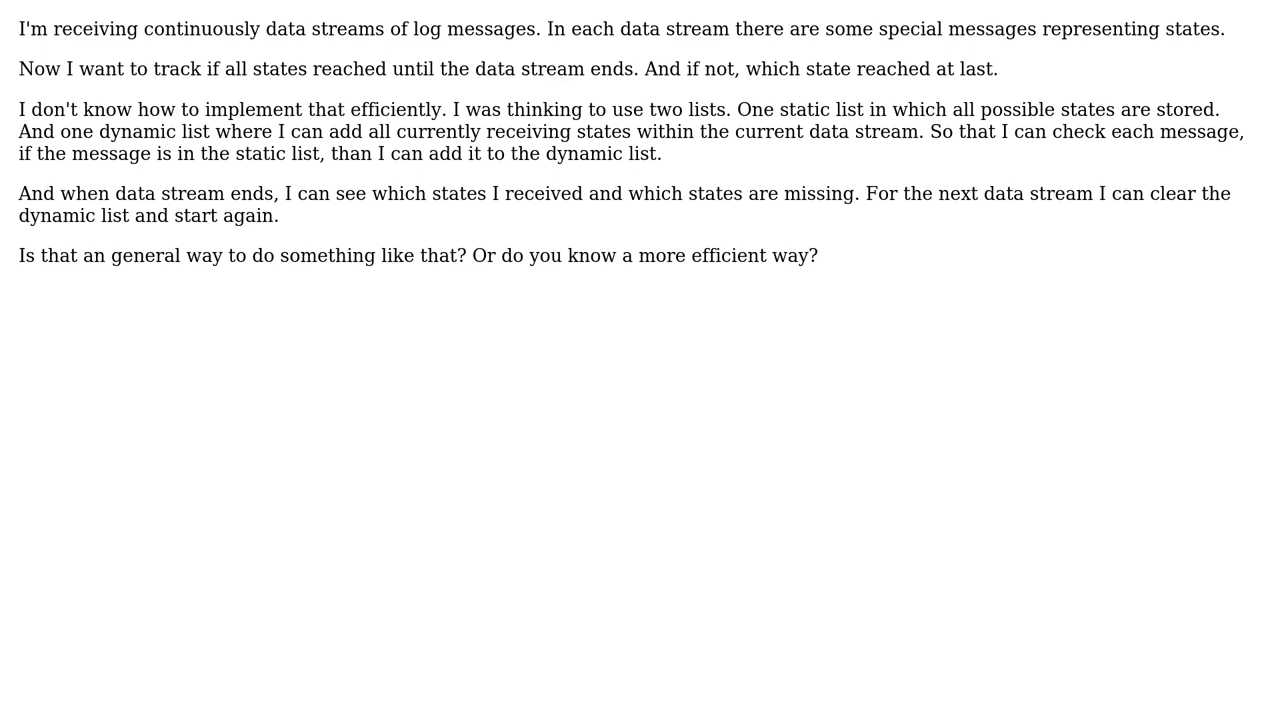 I'm receiving continuously data streams of log messages. In each data stream there are some special messages representing states.
Now I want to track if all states reached until the data stream ends. And if not, which state reached at last.
I don't know how to implement that efficiently. I was thinking to use two lists. One static list in which all possible states are stored.
And one dynamic list where I can add all currently receiving states within the current data stream. So that I can check each message,
if the message is in the static list, than I can add it to the dynamic list.
And when data stream ends, I can see which states I received and which states are missing. For the next data stream I can clear the
dynamic list and start again.
Is that an general way to do something like that? Or do you know a more efficient way?